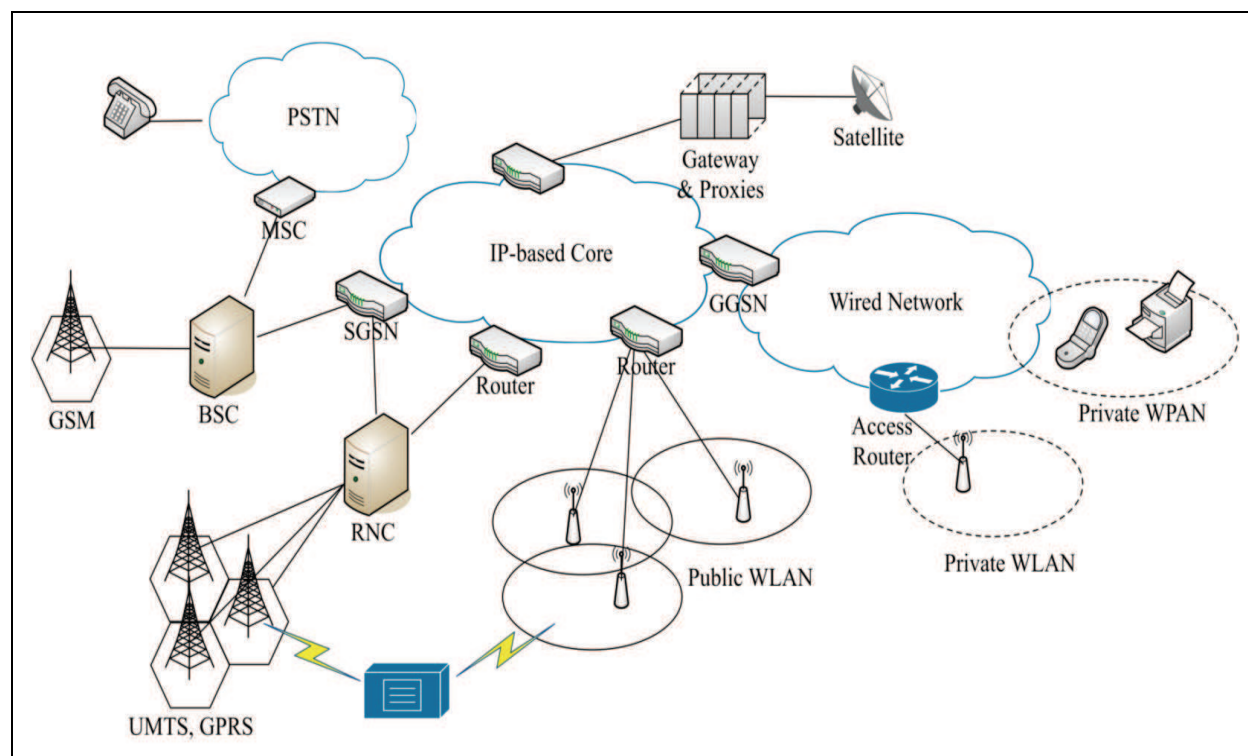 PSTN
Satellite
Gateway
& Proxies
MSC
IP-based Core
GGSN
Wired Network
SGSN
Router
Router
GSM
BSC
Access
Router
Private WPAN
RNC
Public WLAN
Private WLAN
UMTS, GPRS